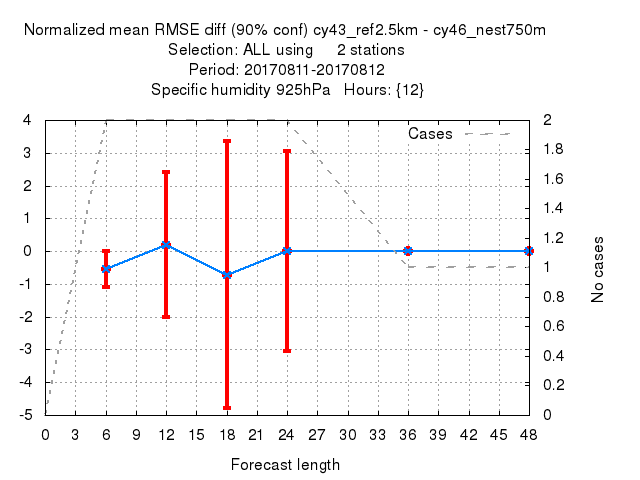 Normalized mean RMSE diff (90% conf) cy43_ref2.5km - cy46_nest750m
Selection: ALL using 2 stations
Period: 20170811-20170812
Specific humidity 925hPa Hours: {12}
Cases
4
3
2
1
0
-1
-2
-3
-4
-5
2
1.8
1.6
1.4
1.2
1
0.8
0.6
0.4
0.2
0
No cases
0 3 6 9 12 15 18 21 24 27 30 33 36 39 42 45 48
Forecast length